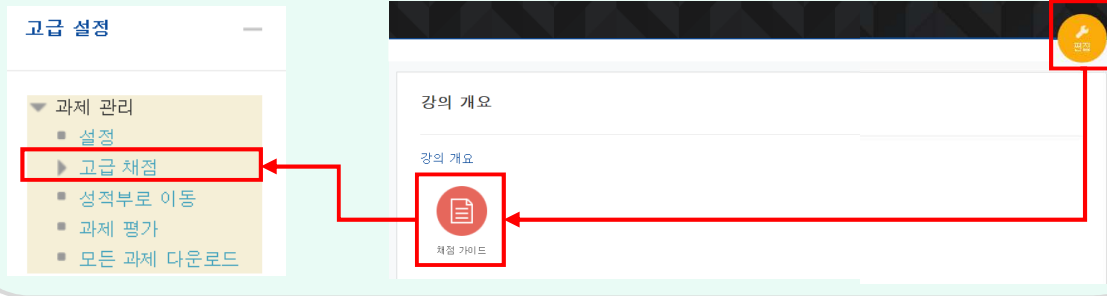 고급 설정
과제 관리
설정
고급 채점
성적부로 이동
과제 평가
모든 과제 다운로드
편집
강의 개요
강의 개요
채점 가이드